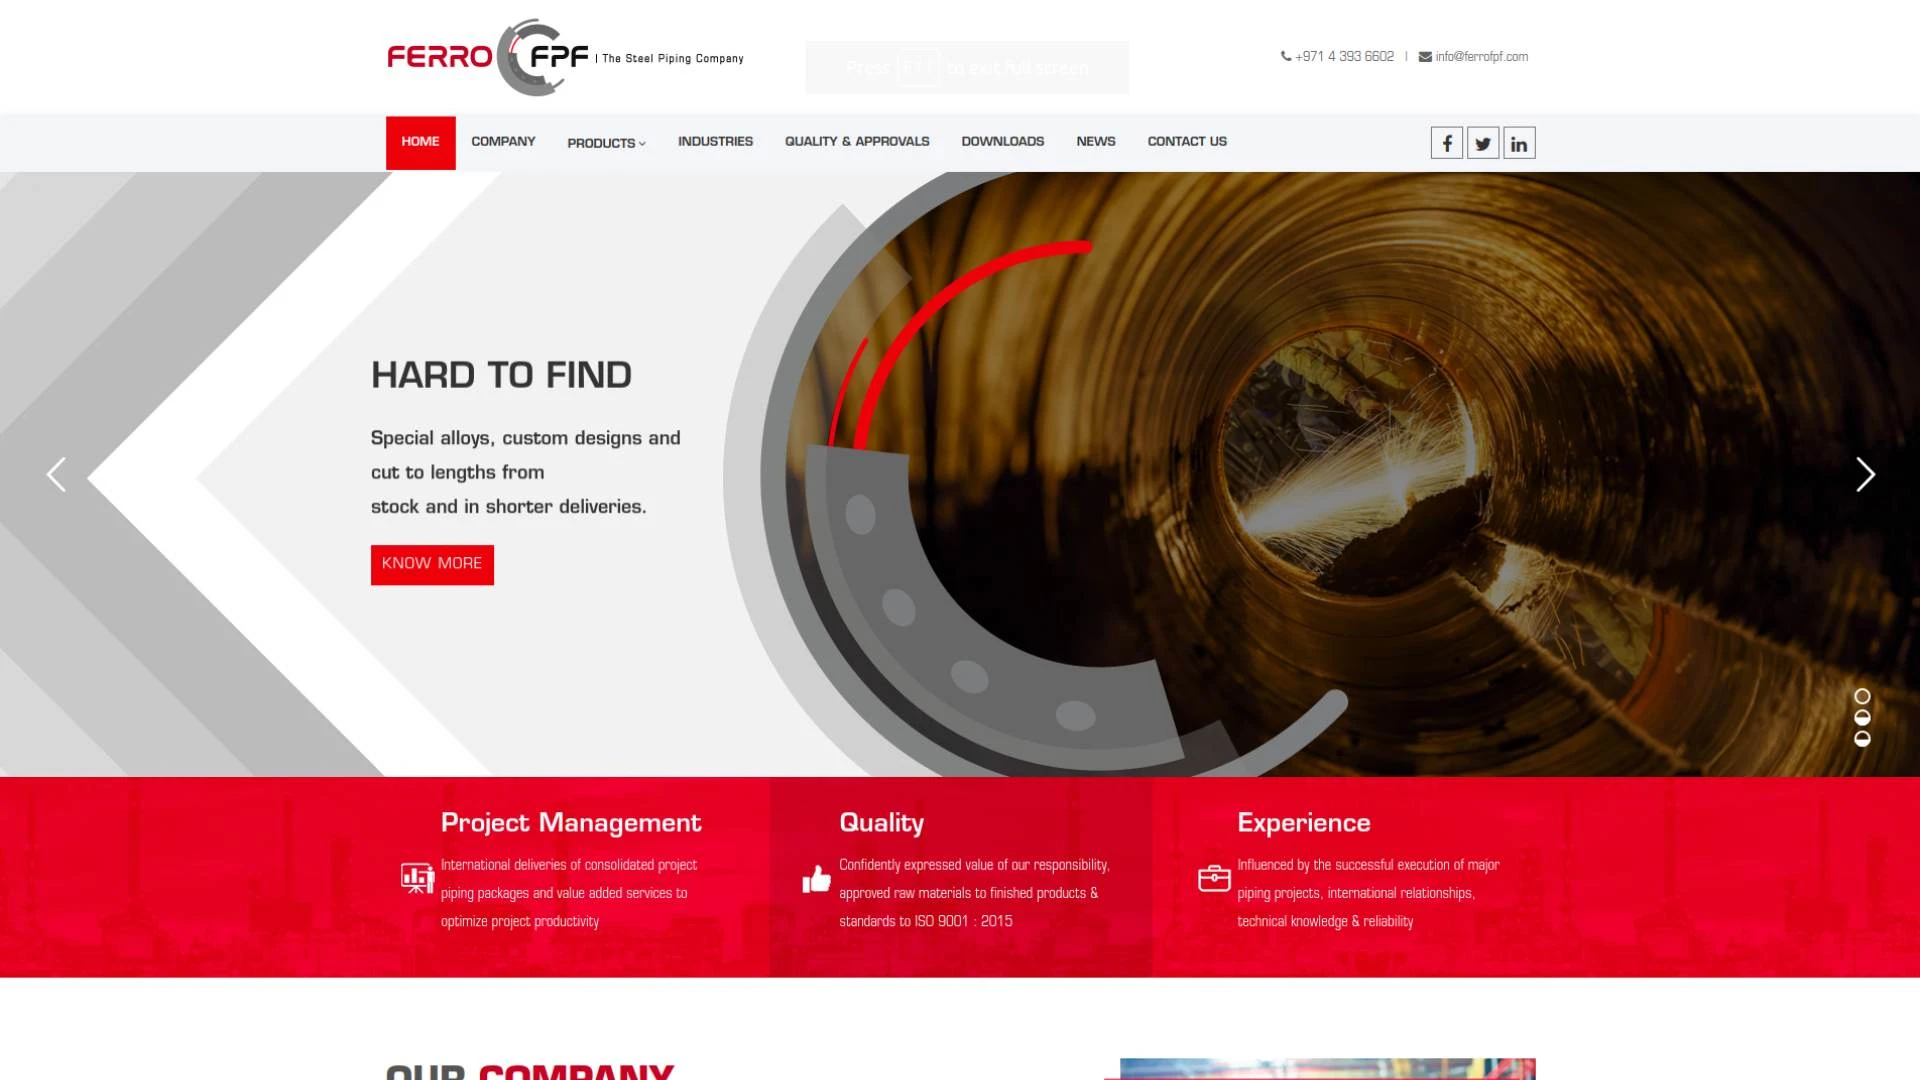 FERRO FPF | The Steel Piping Company
Press F11 to exit full screen
+971 4 393 6602 | info@ferrofpf.com
HOME COMPANY PRODUCTS INDUSTRIES QUALITY & APPROVALS DOWNLOADS NEWS CONTACT US
HARD TO FIND
Special alloys, custom designs and
cut to lengths from
stock and in shorter deliveries.
KNOW MORE
Project Management
International deliveries of consolidated project
piping packages and value added services to
optimize project productivity
Quality
Confidently expressed value of our responsibility,
approved raw materials to finished products &
standards to ISO 9001 : 2015
Experience
Influenced by the successful execution of major
piping projects, international relationships,
technical knowledge & reliability
OUR COMPANY